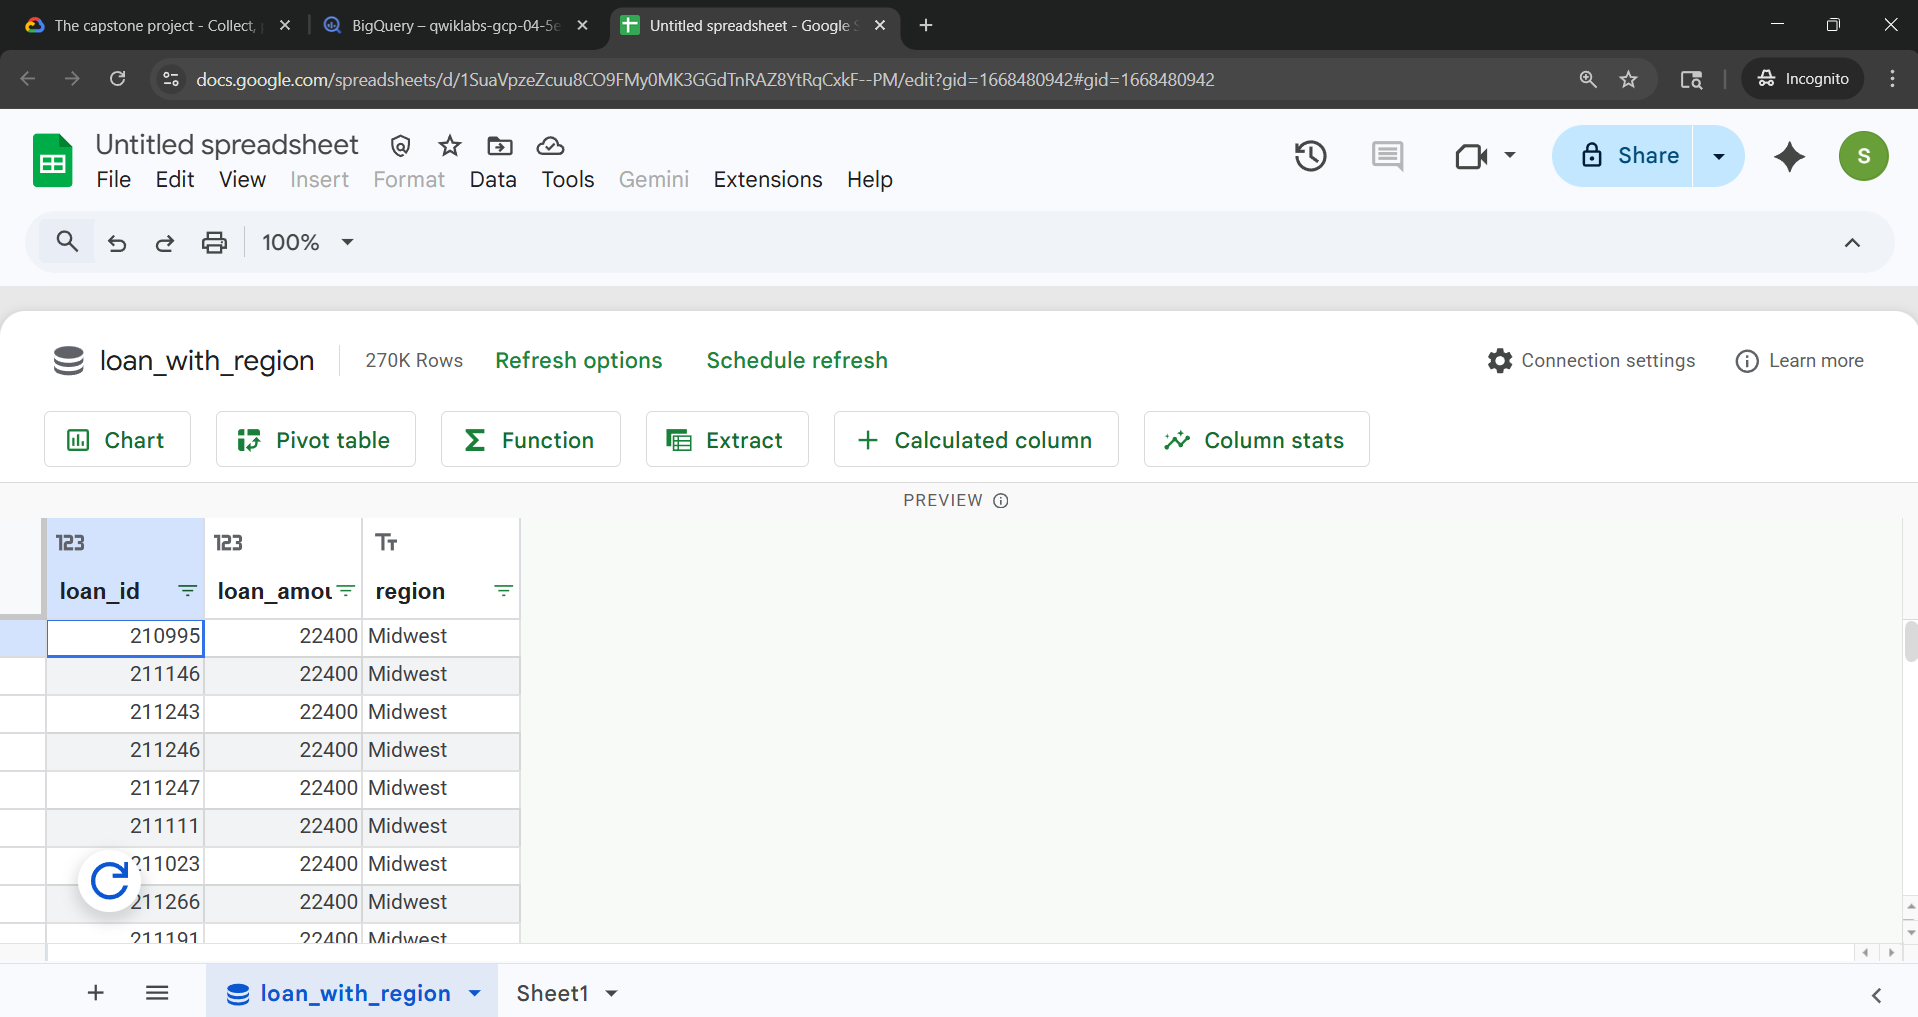 The capstone project - Collect,
BigQuery – qwiklabs-gcp-04-5e
Untitled spreadsheet - Google S
docs.google.com/spreadsheets/d/1SuaVpzeZcuu8CO9FMy0MK3GGdTnRAZ8YtRqCxkF--PM/edit?gid=1668480942#gid=1668480942
Incognito
Untitled spreadsheet
File Edit View Insert Format Data Tools Gemini Extensions Help
Share
S
100%
loan_with_region
270K Rows
Refresh options
Schedule refresh
Connection settings
Learn more
Chart
Pivot table
Function
Extract
Calculated column
Column stats
PREVIEW
123 123 Tт
loan_id loan_amou region
210995 22400 Midwest
211146 22400 Midwest
211243 22400 Midwest
211246 22400 Midwest
211247 22400 Midwest
211111 22400 Midwest
211023 22400 Midwest
211266 22400 Midwest
211191 22400 Midwest
loan_with_region
Sheet1